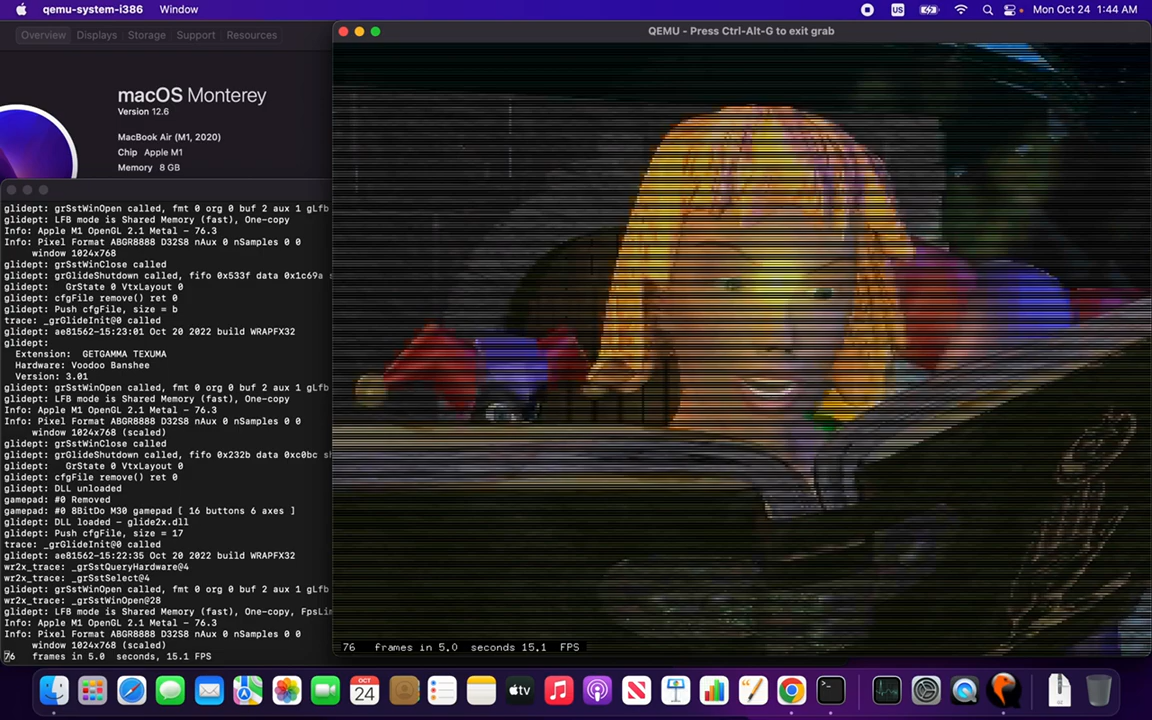 qemu-system-i386 Window
US
Mon Oct 24 1:44 AM
Overview Displays Storage Support Resources
QEMU - Press Ctrl-Alt-G to exit grab
macOS Monterey
Version 12.6
MacBook Air (M1, 2020)
Chip Apple M1
Memory 8 GB
glidept: grSstWinOpen called, fmt 0 org 0 buf 2 aux 1 gLfb
glidept: LFB mode is Shared Memory (fast), One-copy
Info: Apple M1 OpenGL 2.1 Metal - 76.3
Info: Pixel Format ABGR8888 D32S8 nAux 0 nSamples 0 0
window 1024x768
glidept: grSstWinClose called
glidept: grGlideShutdown called, fifo 0x533f data 0x1c69a s
glidept: GrState 0 VtxLayout 0
glidept: cfgFile remove() ret 0
glidept: Push cfgFile, size = b
trace: _grGlideInit@0 called
glidept: ae81562-15:23:01 Oct 20 2022 build WRAPFX32
glidept:
Extension: GETGAMMA TEXUMA
Hardware: Voodoo Banshee
Version: 3.01
glidept: grSstWinOpen called, fmt 0 org 0 buf 2 aux 1 gLfb
glidept: LFB mode is Shared Memory (fast), One-copy
Info: Apple M1 OpenGL 2.1 Metal - 76.3
Info: Pixel Format ABGR8888 D32S8 nAux 0 nSamples 0 0
window 1024x768 (scaled)
glidept: grSstWinClose called
glidept: grGlideShutdown called, fifo 0x232b data 0xc0bc sh
glidept: GrState 0 VtxLayout 0
glidept: cfgFile remove() ret 0
glidept: DLL unloaded
gamepad: #0 Removed
gamepad: #0 8BitDo M30 gamepad [ 16 buttons 6 axes ]
glidept: DLL loaded - glide2x.dll
glidept: Push cfgFile, size = 17
trace: _grGlideInit@0 called
glidept: ae81562-15:22:35 Oct 20 2022 build WRAPFX32
wr2x_trace: _grSstQueryHardware@4
wr2x_trace: _grSstSelect@4
glidept: grSstWinOpen called, fmt 0 org 0 buf 2 aux 1 gLfb
wr2x_trace: _grSstWinOpen@28
glidept: LFB mode is Shared Memory (fast), One-copy, FpsLim
Info: Apple M1 OpenGL 2.1 Metal - 76.3
Info: Pixel Format ABGR8888 D32S8 nAux 0 nSamples 0 0
window 1024x768 (scaled)
76 frames in 5.0 seconds, 15.1 FPS
76 frames in 5.0 seconds 15.1 FPS
OCT
24
tv